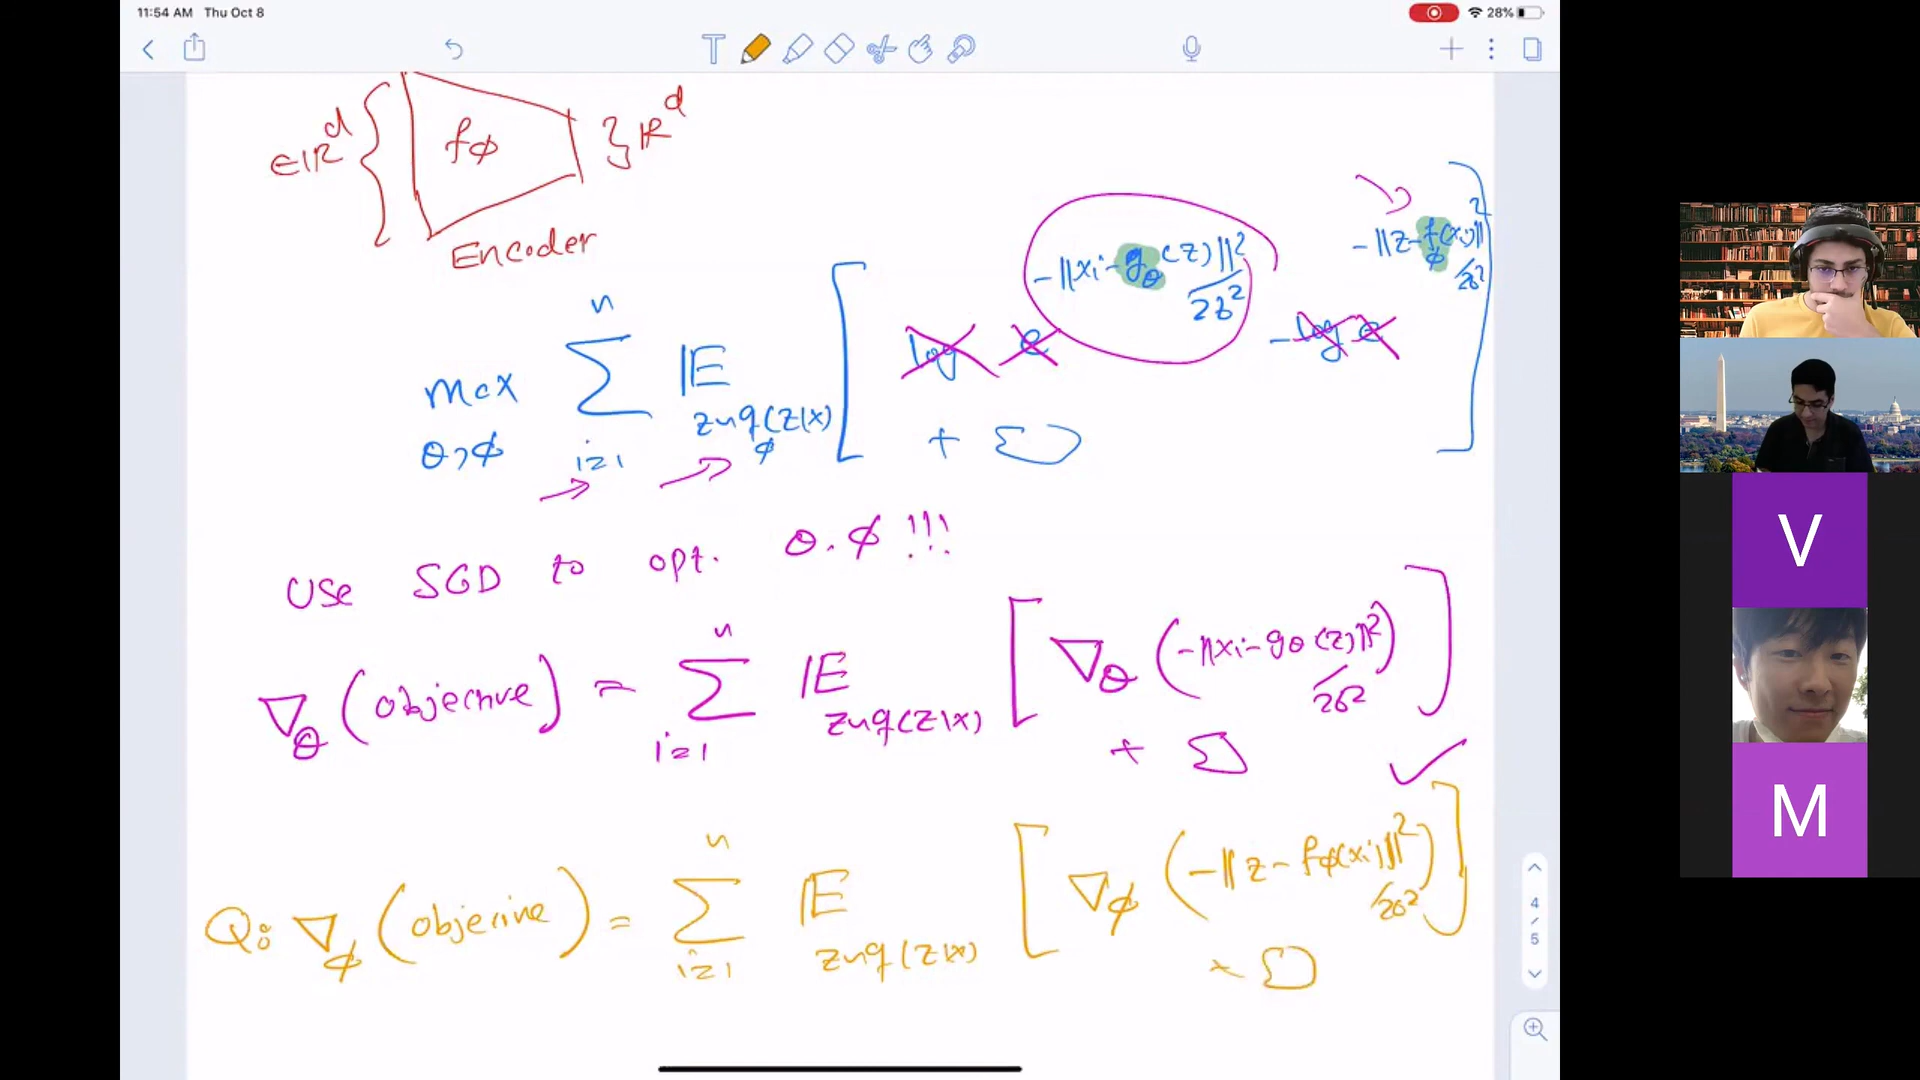 11:54 AM Thu Oct 8
28%
∈ℝ^d { f_ϕ } ℝ^d
Encoder
max_{θ,ϕ} Σ_{i=1}^{n} 𝔼_{z~q_ϕ(z|x)} [ log e^{-||x_i - g_θ(z)||²/2σ²} - log e^{-||z - f_ϕ(x_i)||²/2σ²}
+ ]
Use SGD to opt. θ, ϕ !!!
∇_θ (objective) = Σ_{i=1}^{n} 𝔼_{z~q(z|x)} [ ∇_θ (-||x_i - g_θ(z)||²/2σ²)
+ ] ✓
Q: ∇_ϕ (objective) = Σ_{i=1}^{n} 𝔼_{z~q(z|x)} [ ∇_ϕ (-||z - f_ϕ(x_i)||²/2σ²)
+ ]
4
/
5
V
M